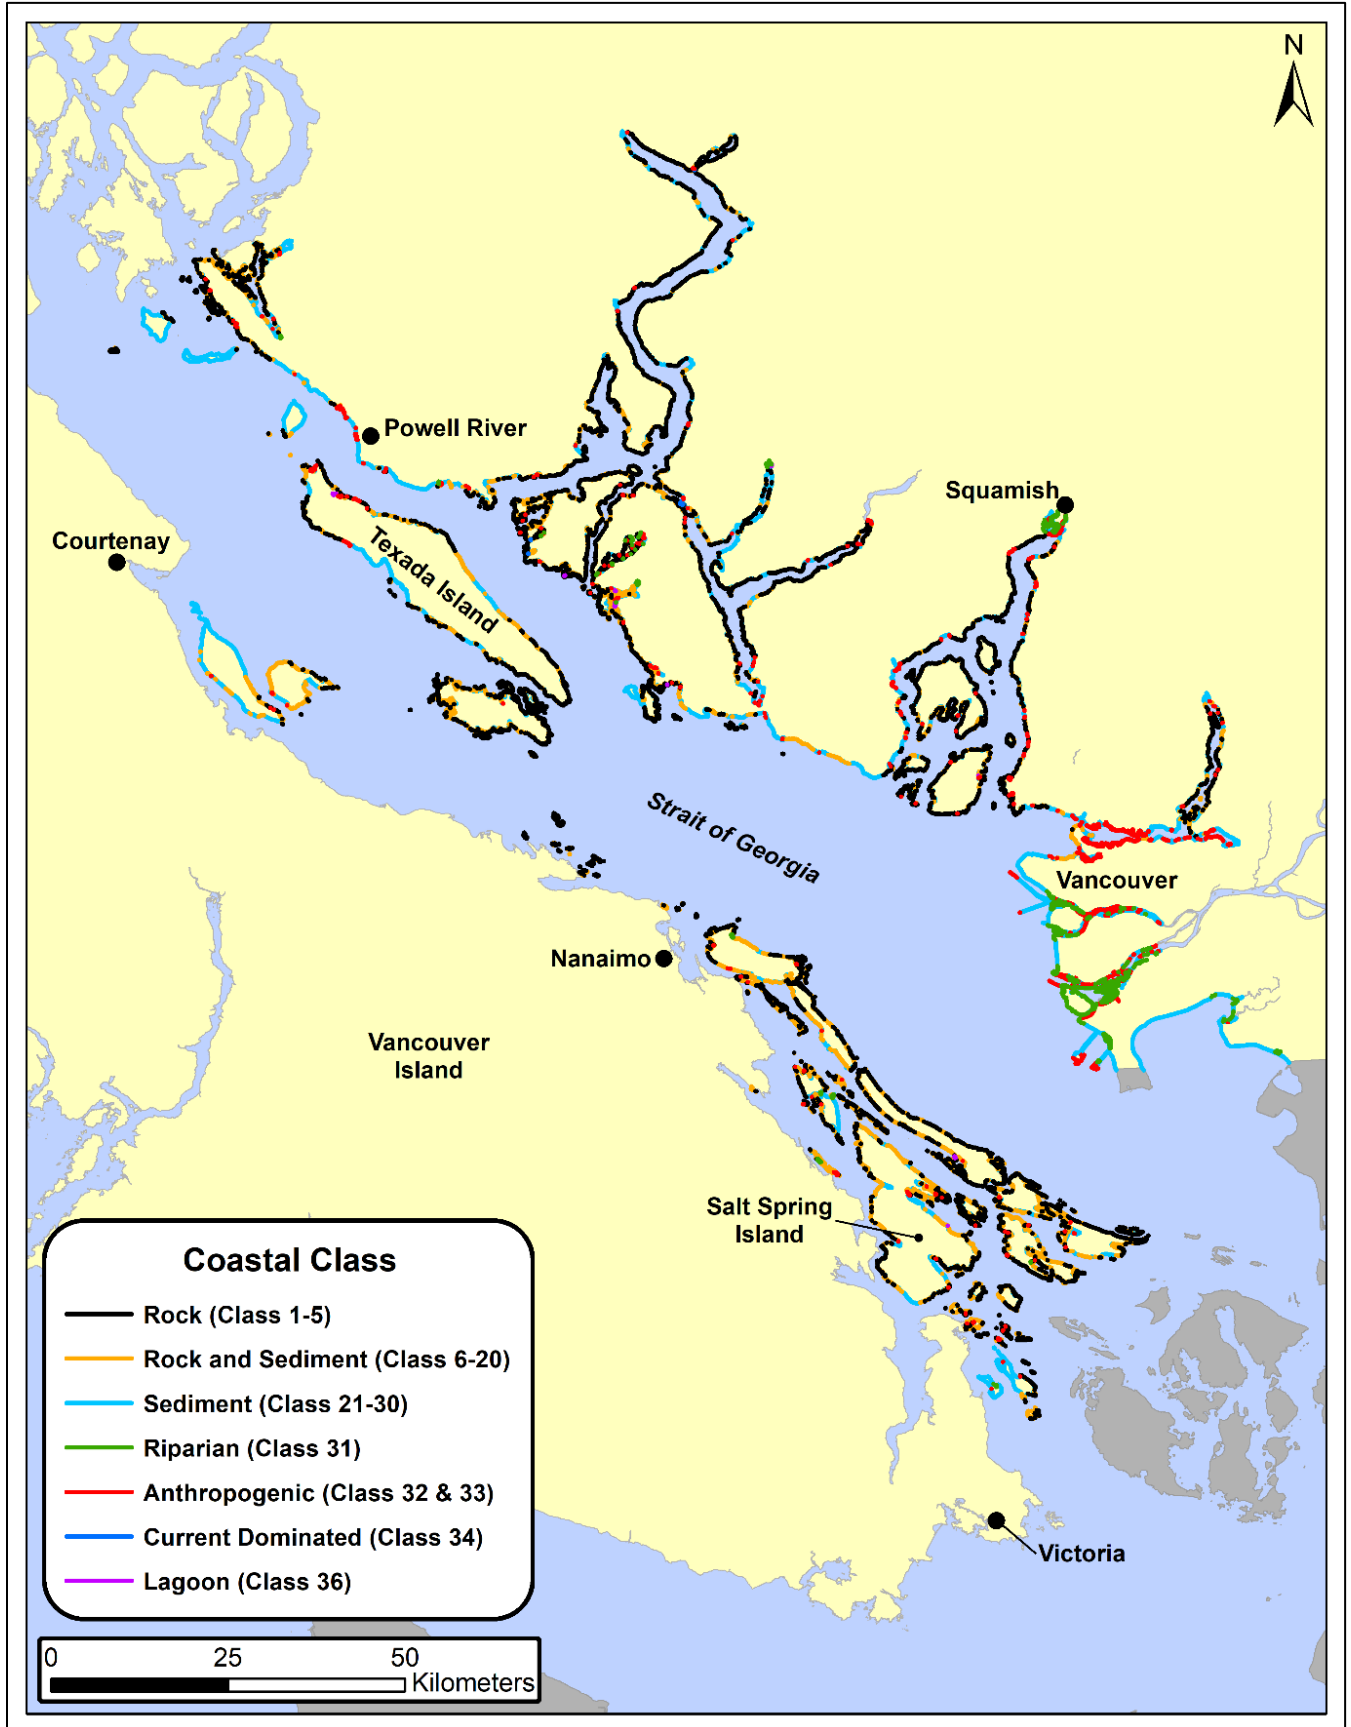 N
Powell River
Squamish
Courtenay
Texada Island
Strait of Georgia
Vancouver
Nanaimo
Vancouver
Island
Salt Spring
Island
Coastal Class
Rock (Class 1-5)
Rock and Sediment (Class 6-20)
Sediment (Class 21-30)
Riparian (Class 31)
Anthropogenic (Class 32 & 33)
Current Dominated (Class 34)
Lagoon (Class 36)
Victoria
0 25 50
Kilometers